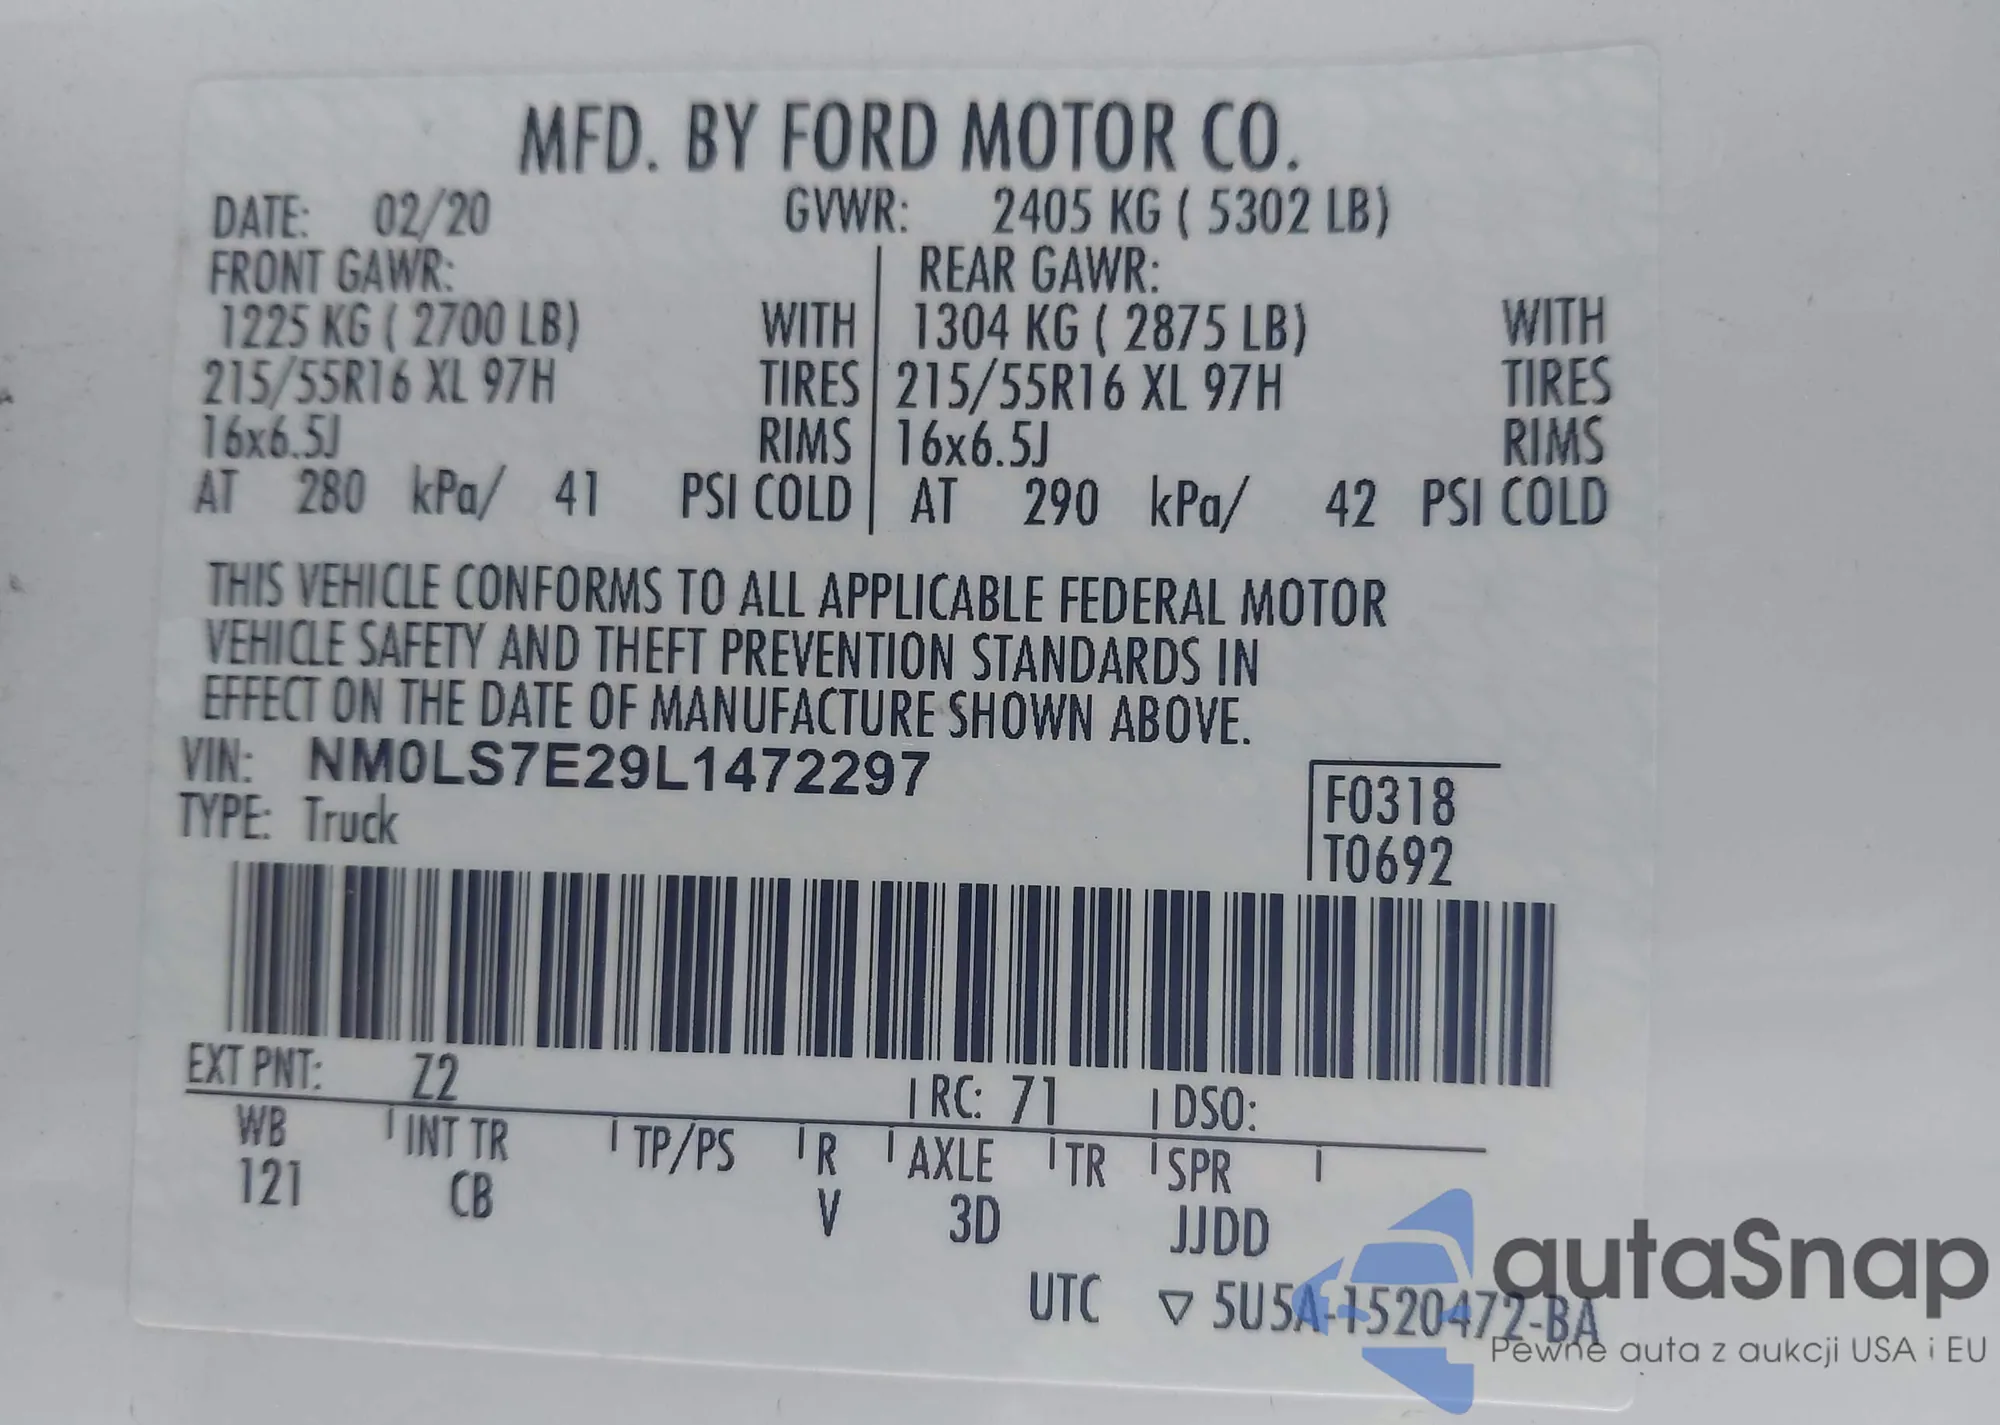 MFD. BY FORD MOTOR CO.
DATE: 02/20 GVWR: 2405 KG ( 5302 LB)
FRONT GAWR: REAR GAWR:
1225 KG ( 2700 LB) WITH 1304 KG ( 2875 LB) WITH
215/55R16 XL 97H TIRES 215/55R16 XL 97H TIRES
16x6.5J RIMS 16x6.5J RIMS
AT 280 kPa/ 41 PSI COLD AT 290 kPa/ 42 PSI COLD
THIS VEHICLE CONFORMS TO ALL APPLICABLE FEDERAL MOTOR
VEHICLE SAFETY AND THEFT PREVENTION STANDARDS IN
EFFECT ON THE DATE OF MANUFACTURE SHOWN ABOVE.
VIN: NM0LS7E29L1472297
F0318
TYPE: Truck
T0692
EXT PNT: Z2 RC: 71 DSO:
WB INT TR TP/PS R AXLE TR SPR
121 CB V 3D JJDD
UTC ▽ 5U5A-1520472-BA
autaSnap
Pewne auta z aukcji USA i EU